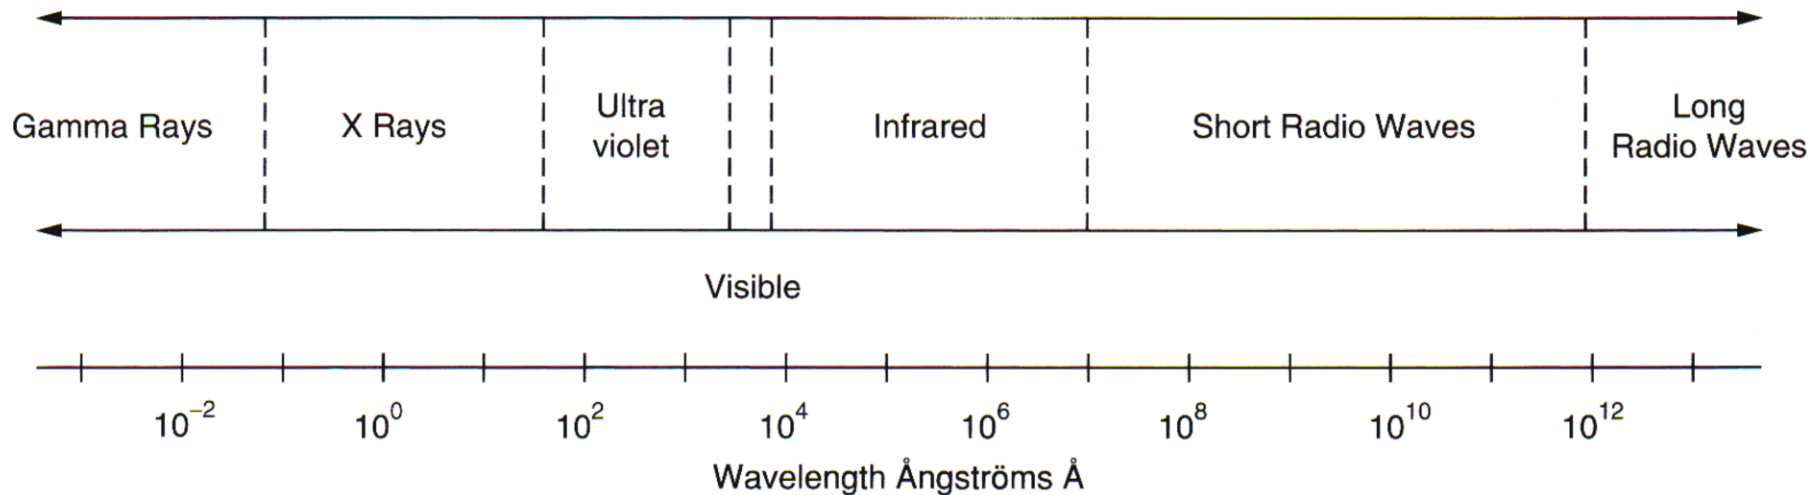 Gamma Rays
X Rays
Ultra
violet
Infrared
Short Radio Waves
Long
Radio Waves
Visible
10⁻²
10⁰
10²
10⁴
10⁶
10⁸
10¹⁰
10¹²
Wavelength Ångströms Å